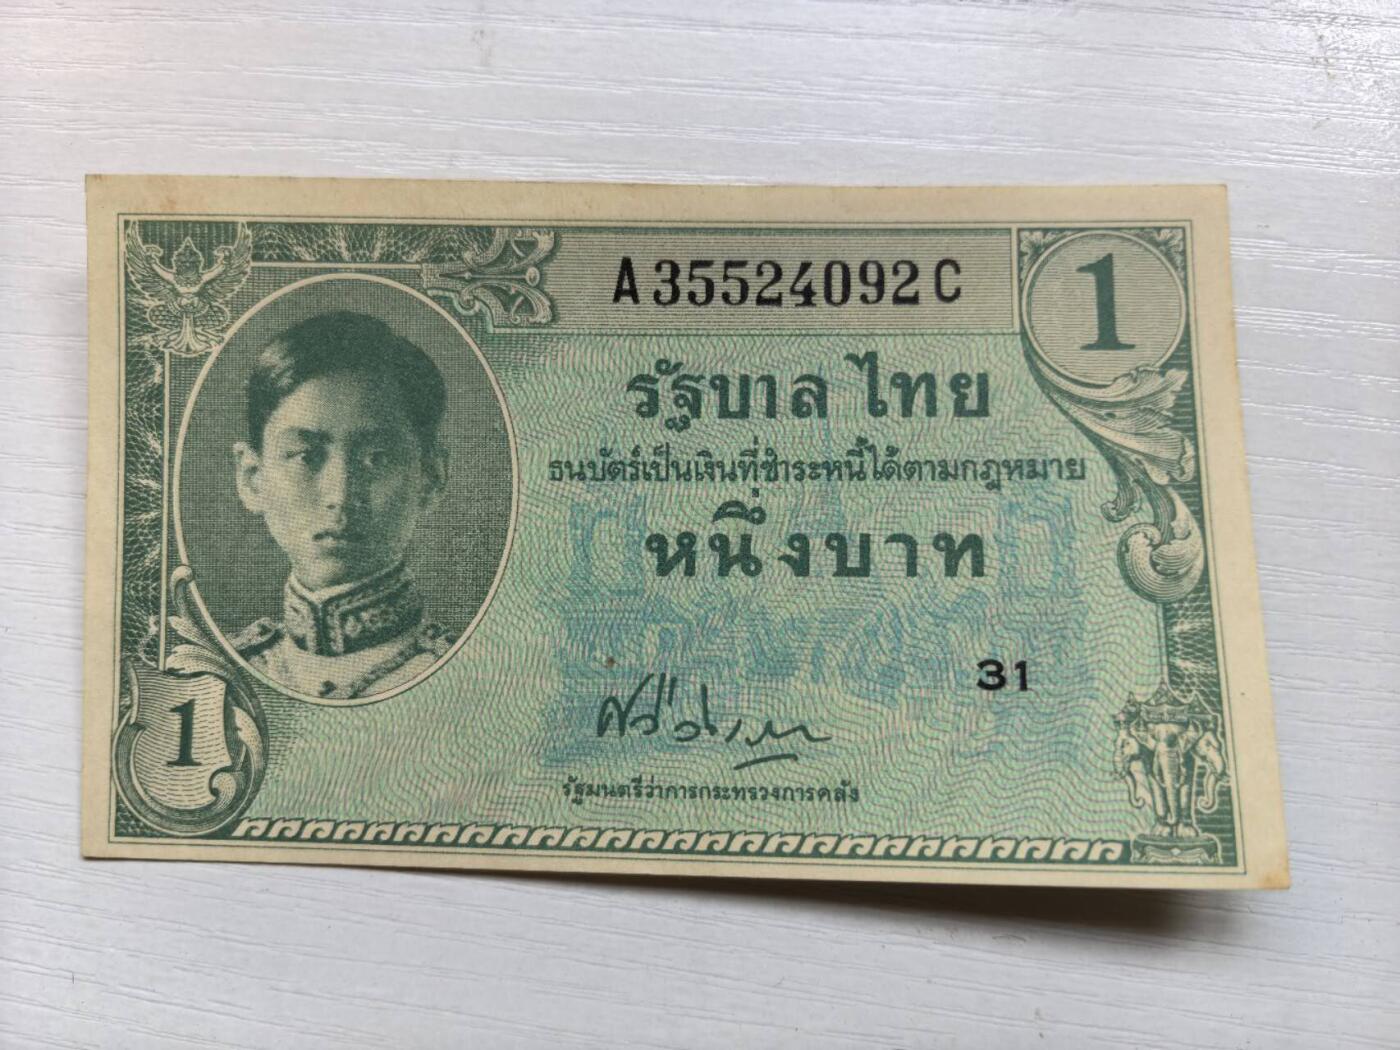 A35524092C
1
รัฐบาลไทย
ธนบัตร์เป็นเงินที่ชำระหนี้ได้ตามกฎหมาย
หนึ่งบาท
31
1
รัฐมนตรีว่าการกระทรวงการคลัง